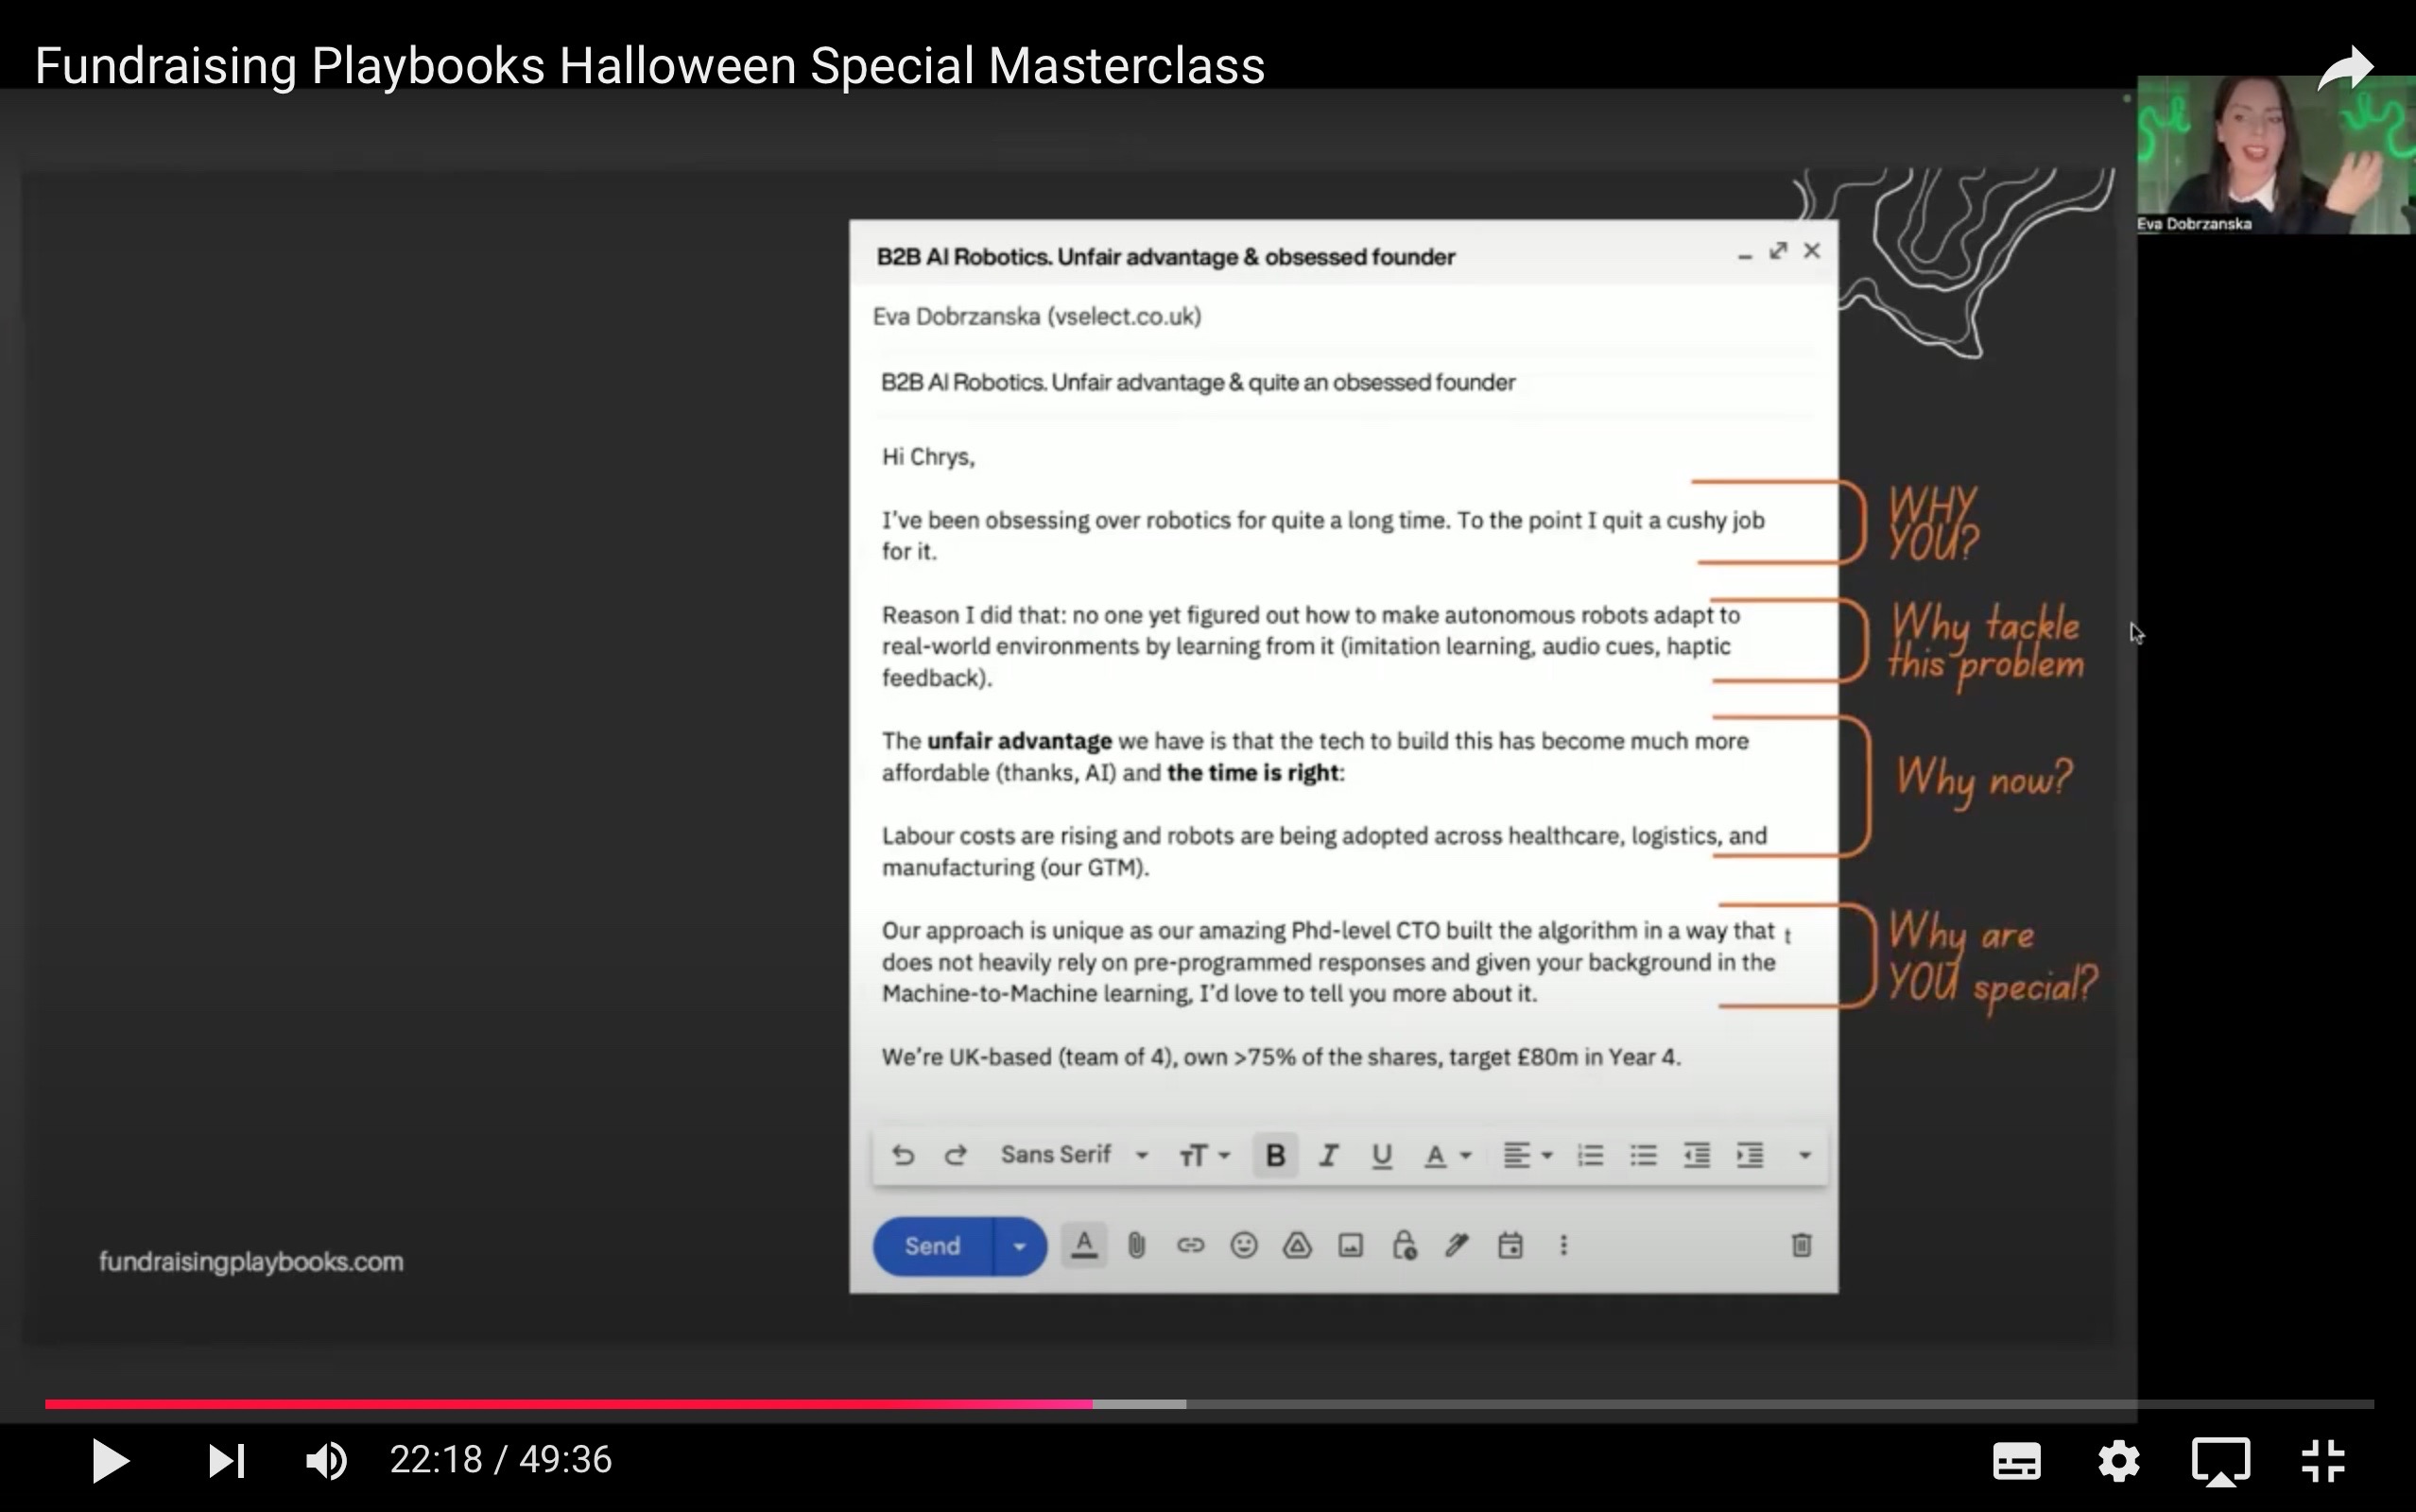 Fundraising Playbooks Halloween Special Masterclass
Eva Dobrzanska
B2B AI Robotics. Unfair advantage & obsessed founder
Eva Dobrzanska (vselect.co.uk)
B2B AI Robotics. Unfair advantage & quite an obsessed founder
Hi Chrys,
I've been obsessing over robotics for quite a long time. To the point I quit a cushy job
for it.
WHY
YOU?
Reason I did that: no one yet figured out how to make autonomous robots adapt to
real-world environments by learning from it (imitation learning, audio cues, haptic
feedback).
Why tackle
this problem
The unfair advantage we have is that the tech to build this has become much more
affordable (thanks, AI) and the time is right:
Labour costs are rising and robots are being adopted across healthcare, logistics, and
manufacturing (our GTM).
Why now?
Our approach is unique as our amazing Phd-level CTO built the algorithm in a way that t
does not heavily rely on pre-programmed responses and given your background in the
Machine-to-Machine learning, I'd love to tell you more about it.
Why are
YOU special?
We're UK-based (team of 4), own >75% of the shares, target £80m in Year 4.
Sans Serif
Send
fundraisingplaybooks.com
22:18 / 49:36